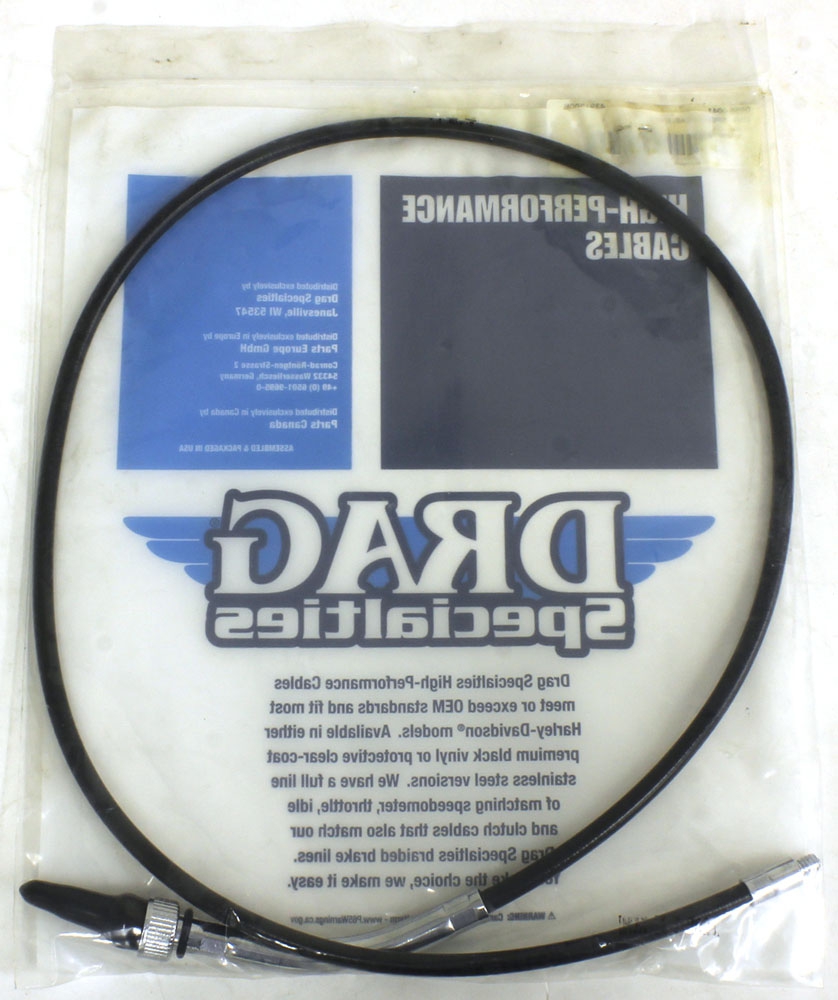 HIGH-PERFORMANCE
CABLES
Distributed exclusively by
Drag Specialties
Janesville, WI 53547
Distributed exclusively in Europe by
Parts Europe GmbH
Conrad-Röntgen-Strasse 2
54332 Wasserliesch, Germany
+49 (0) 6501-9695-0
Distributed exclusively in Canada by
Parts Canada
ASSEMBLED & PACKAGED IN USA
DRAG®
Specialties
Drag Specialties High-Performance Cables
meet or exceed OEM standards and fit most
Harley-Davidson® models. Available in either
premium black vinyl or protective clear-coat
stainless steel versions. We have a full line
of matching speedometer, throttle, idle
and clutch cables that also match our
Drag Specialties braided brake lines.
the choice, we make it easy.
⚠ WARNING: - www.P65Warnings.ca.gov